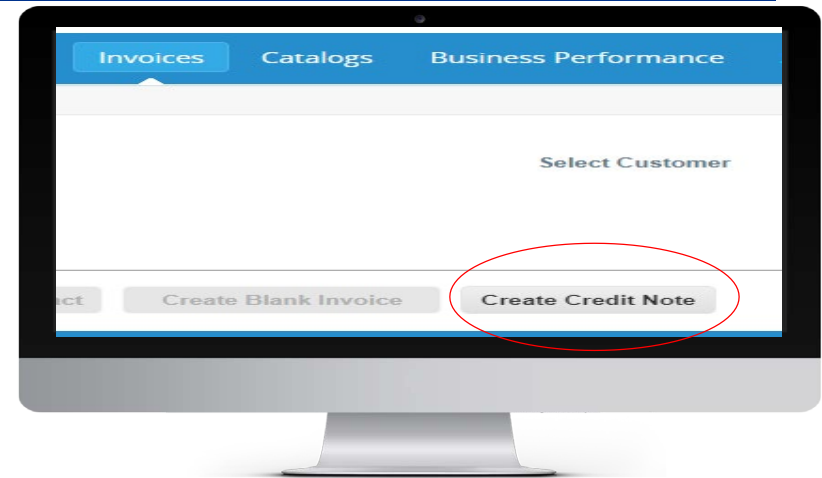 Invoices Catalogs Business Performance
Select Customer
Create Blank Invoice Create Credit Note